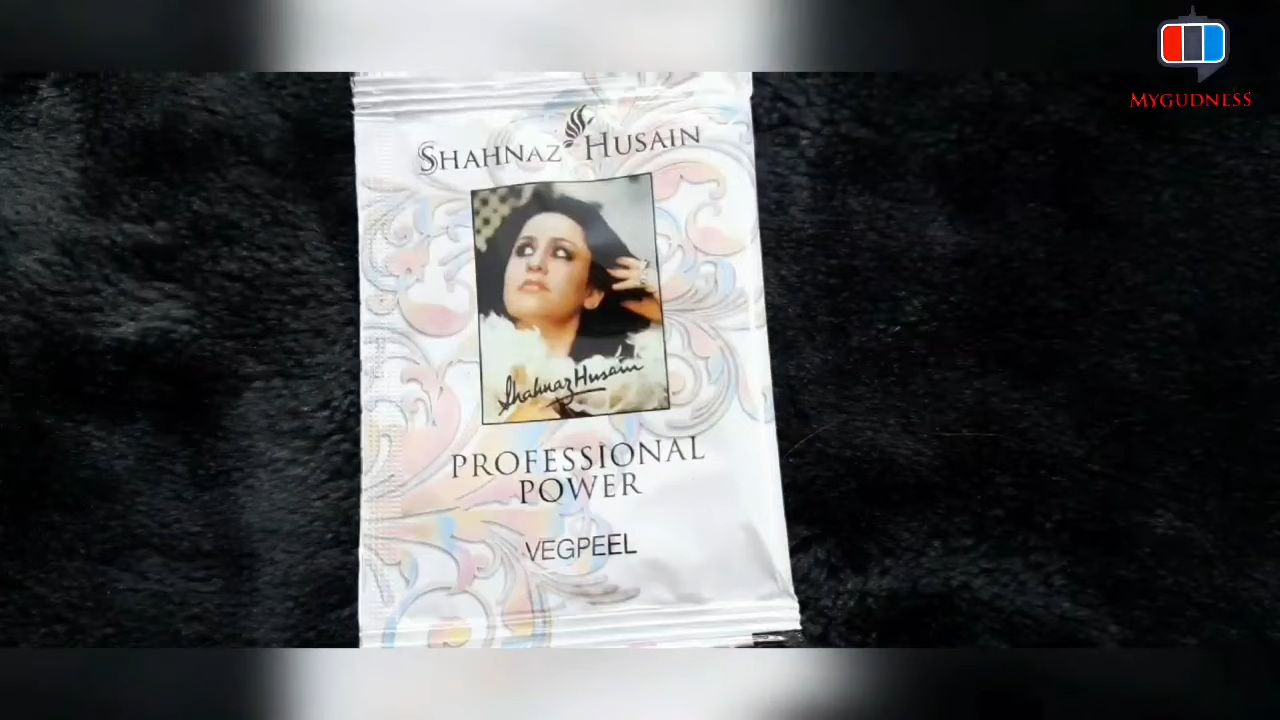 MYGUDNESS
SHAHNAZ HUSAIN
Shahnaz Husain
PROFESSIONAL
POWER
VEGPEEL